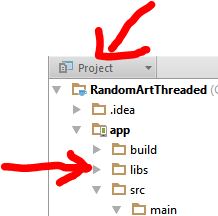 Project
RandomArtThreaded (
.idea
app
build
libs
src
main